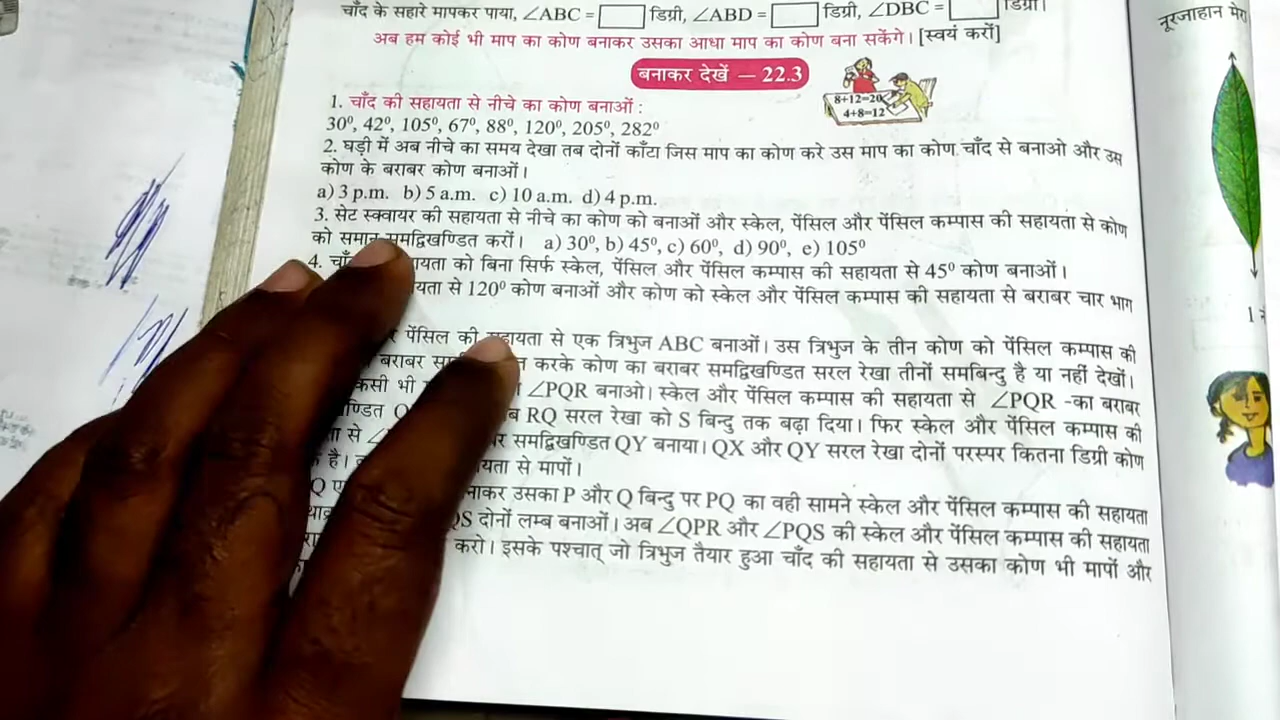 चाँद के सहारे मापकर पाया, ∠ABC = डिग्री, ∠ABD = डिग्री, ∠DBC = डिग्री।
अब हम कोई भी माप का कोण बनाकर उसका आधा माप का कोण बना सकेंगे। [स्वयं करों]
नूरजाहान मेरा
बनाकर देखें – 22.3
8+12=20
4+8=12
1. चाँद की सहायता से नीचे का कोण बनाओं :
30⁰, 42⁰, 105⁰, 67⁰, 88⁰, 120⁰, 205⁰, 282⁰
2. घड़ी में अब नीचे का समय देखा तब दोनों काँटा जिस माप का कोण करे उस माप का कोण चाँद से बनाओ और उस
कोण के बराबर कोण बनाओं।
a) 3 p.m. b) 5 a.m. c) 10 a.m. d) 4 p.m.
3. सेट स्क्वायर की सहायता से नीचे का कोण को बनाओं और स्केल, पेंसिल और पेंसिल कम्पास की सहायता से कोण
को समान समद्विखण्डित करों। a) 30⁰, b) 45⁰, c) 60⁰, d) 90⁰, e) 105⁰
4. यता को बिना सिर्फ स्केल, पेंसिल और पेंसिल कम्पास की सहायता से 45⁰ कोण बनाओं।
यता से 120⁰ कोण बनाओं और कोण को स्केल और पेंसिल कम्पास की सहायता से बराबर चार भाग
पेंसिल की सहायता से एक त्रिभुज ABC बनाओं। उस त्रिभुज के तीन कोण को पेंसिल कम्पास की
बराबर करके कोण का बराबर समद्विखण्डित सरल रेखा तीनों समबिन्दु है या नहीं देखों।
किसी भी ∠PQR बनाओ। स्केल और पेंसिल कम्पास की सहायता से ∠PQR -का बराबर
RQ सरल रेखा को S बिन्दु तक बढ़ा दिया। फिर स्केल और पेंसिल कम्पास की
से समद्विखण्डित QY बनाया। QX और QY सरल रेखा दोनों परस्पर कितना डिग्री कोण
है। यता से मापों।
Q बनाकर उसका P और Q बिन्दु पर PQ का वही सामने स्केल और पेंसिल कम्पास की सहायता
QS दोनों लम्ब बनाओं। अब ∠QPR और ∠PQS की स्केल और पेंसिल कम्पास की सहायता
करो। इसके पश्चात् जो त्रिभुज तैयार हुआ चाँद की सहायता से उसका कोण भी मापों और